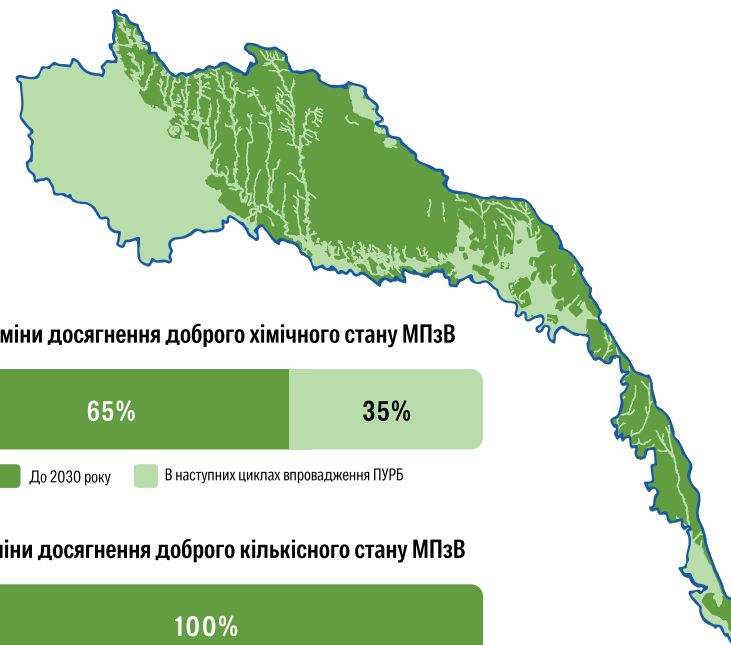 міни досягнення доброго хімічного стану МПзВ
65%
35%
До 2030 року
В наступних циклах впровадження ПУРБ
іни досягнення доброго кількісного стану МПзВ
100%